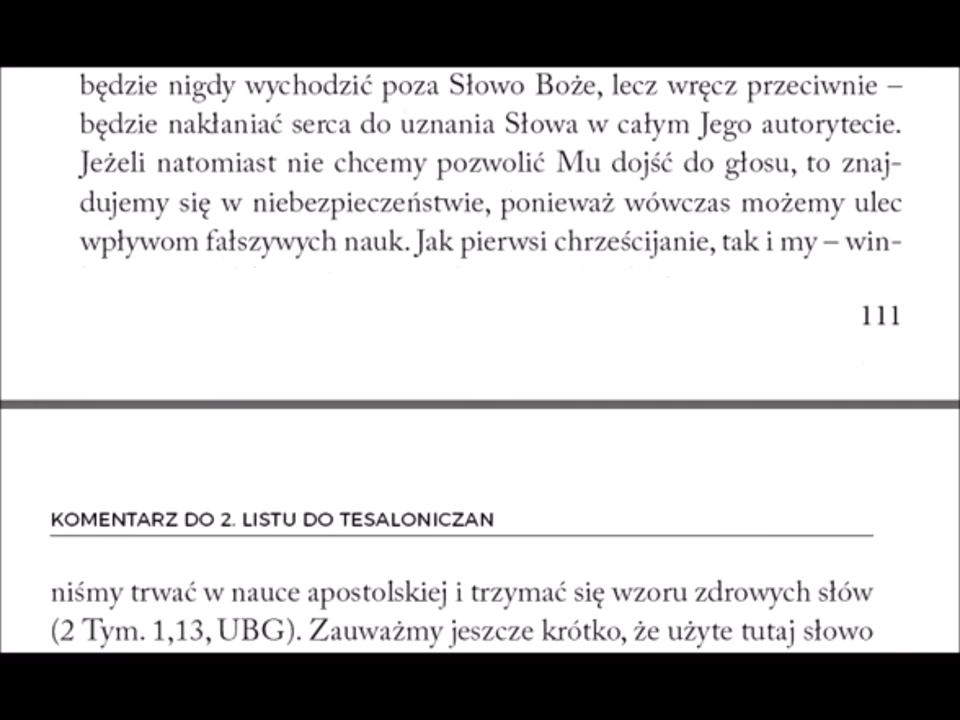 będzie nigdy wychodzić poza Słowo Boże, lecz wręcz przeciwnie –
będzie nakłaniać serca do uznania Słowa w całym Jego autorytecie.
Jeżeli natomiast nie chcemy pozwolić Mu dojść do głosu, to znaj-
dujemy się w niebezpieczeństwie, ponieważ wówczas możemy ulec
wpływom fałszywych nauk. Jak pierwsi chrześcijanie, tak i my – win-
111
KOMENTARZ DO 2. LISTU DO TESALONICZAN
niśmy trwać w nauce apostolskiej i trzymać się wzoru zdrowych słów
(2 Tym. 1,13, UBG). Zauważmy jeszcze krótko, że użyte tutaj słowo